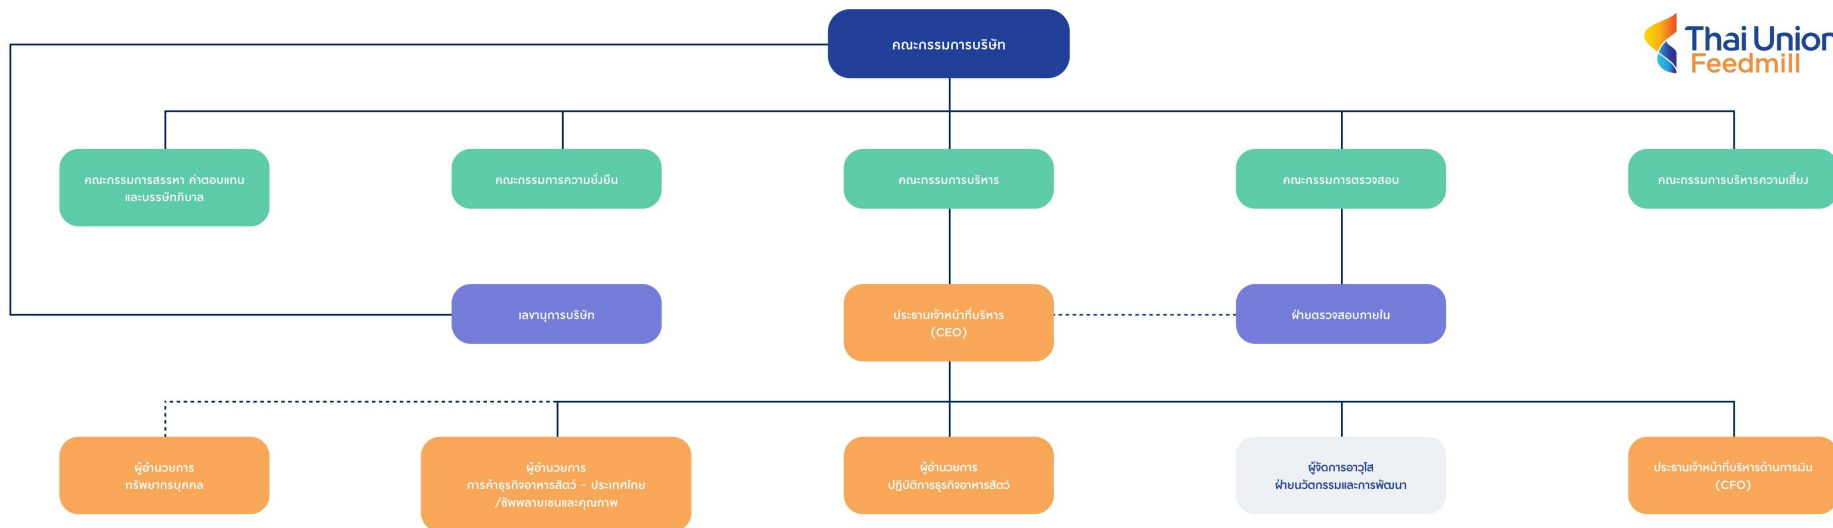 คณะกรรมการบริษัท
Thai Union
Feedmill
คณะกรรมการสรรหา ค่าตอบแทน
และบรรษัทภิบาล
คณะกรรมการความยั่งยืน
คณะกรรมการบริหาร
คณะกรรมการตรวจสอบ
คณะกรรมการบริหารความเสี่ยง
เลขานุการบริษัท
ประธานเจ้าหน้าที่บริหาร
(CEO)
ฝ่ายตรวจสอบภายใน
ผู้อำนวยการ
ทรัพยากรบุคคล
ผู้อำนวยการ
การค้าธุรกิจอาหารสัตว์ - ประเทศไทย
/ซัพพลายเชนและคุณภาพ
ผู้อำนวยการ
ปฏิบัติการธุรกิจอาหารสัตว์
ผู้จัดการอาวุโส
ฝ่ายนวัตกรรมและการพัฒนา
ประธานเจ้าหน้าที่บริหารด้านการเงิน
(CFO)